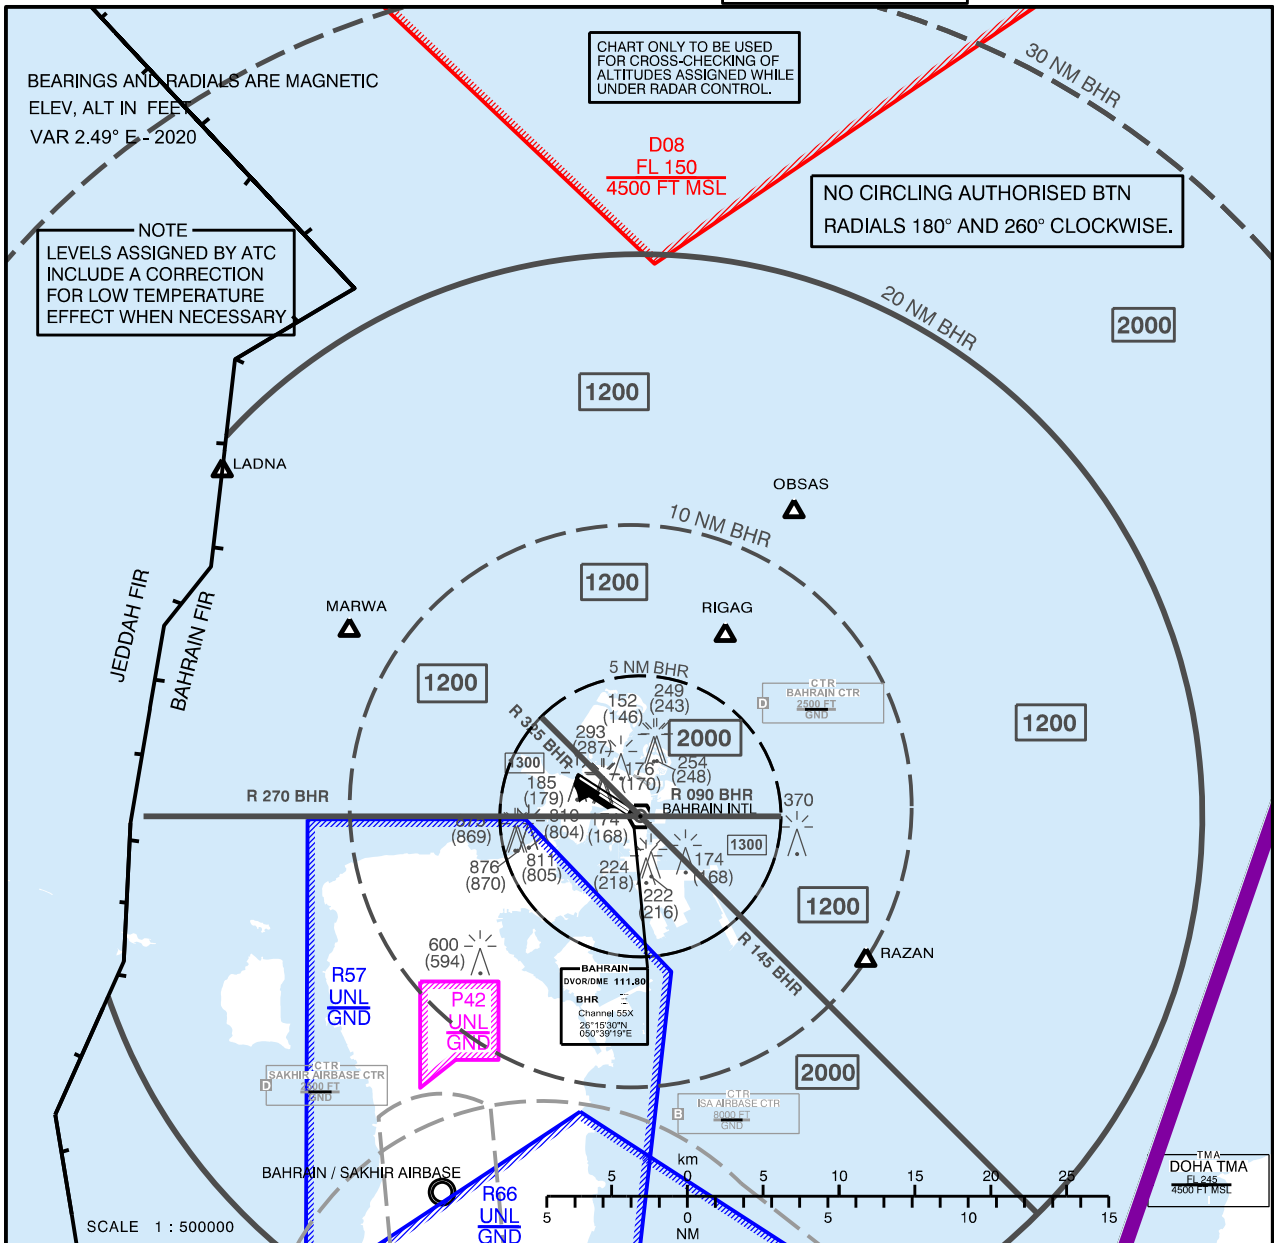 30 NM BHR
CHART ONLY TO BE USED
FOR CROSS-CHECKING OF
ALTITUDES ASSIGNED WHILE
UNDER RADAR CONTROL.
BEARINGS AND RADIALS ARE MAGNETIC
ELEV, ALT IN FEET
VAR 2.49° E - 2020
D08
FL 150
4500 FT MSL
NO CIRCLING AUTHORISED BTN
RADIALS 180° AND 260° CLOCKWISE.
NOTE
LEVELS ASSIGNED BY ATC
INCLUDE A CORRECTION
FOR LOW TEMPERATURE
EFFECT WHEN NECESSARY
20 NM BHR
2000
1200
LADNA
OBSAS
10 NM BHR
1200
JEDDAH FIR
BAHRAIN FIR
MARWA
RIGAG
5 NM BHR
1200
CTR
BAHRAIN CTR
2500 FT
GND
D
152
(146)
249
(243)
R 325 BHR
293
(287)
2000
1200
1300
176
(170)
254
(248)
185
(179)
R 270 BHR
R 090 BHR
BAHRAIN INTL
370
(869)
(804)
174
(168)
876
(870)
811
(805)
224
(218)
222
(216)
174
(168)
1300
1200
600
(594)
R 145 BHR
RAZAN
R57
UNL
GND
P42
UNL
GND
BAHRAIN
DVOR/DME 111.80
BHR
Channel 55X
26°15'30"N
050°39'19"E
2000
CTR
SAKHIR AIRBASE CTR
GND
D
CTR
ISA AIRBASE CTR
8000 FT
GND
B
BAHRAIN / SAKHIR AIRBASE
R66
UNL
GND
km
5 0 5 10 15 20 25
5 0 5 10 15
NM
TMA
DOHA TMA
FL 245
4500 FT MSL
SCALE 1 : 500000